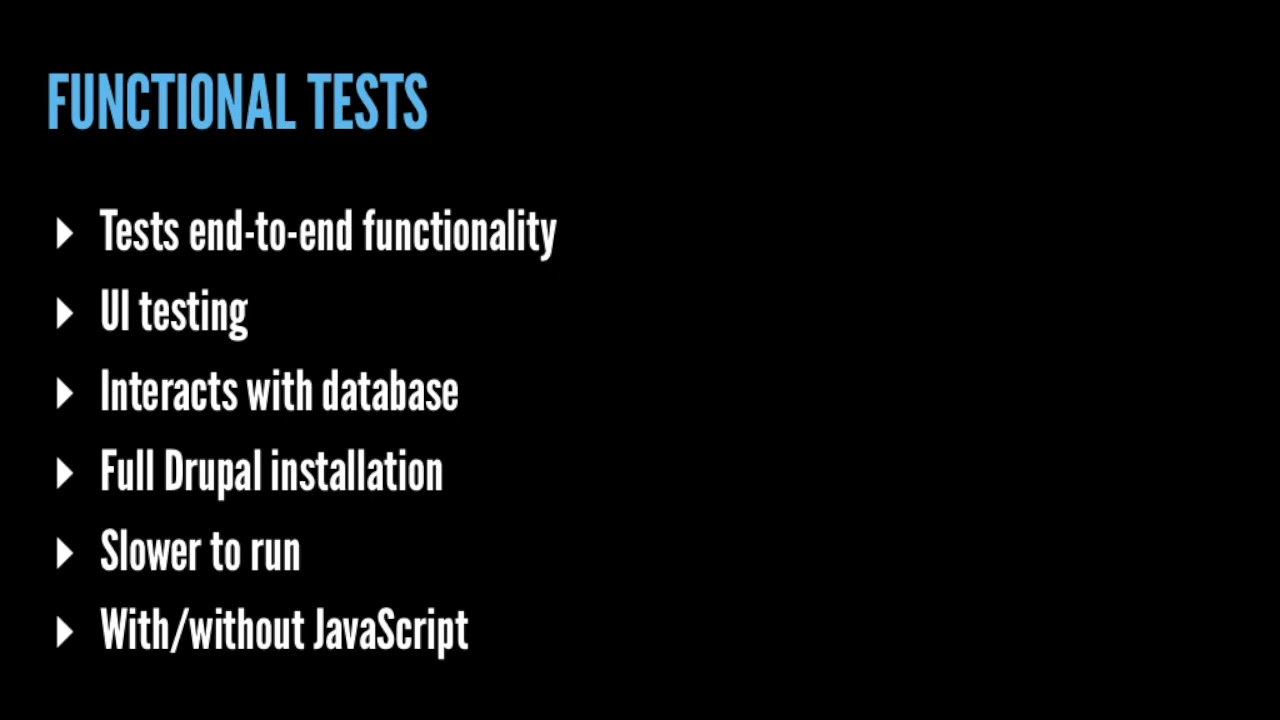 FUNCTIONAL TESTS
Tests end-to-end functionality
UI testing
Interacts with database
Full Drupal installation
Slower to run
With/without JavaScript